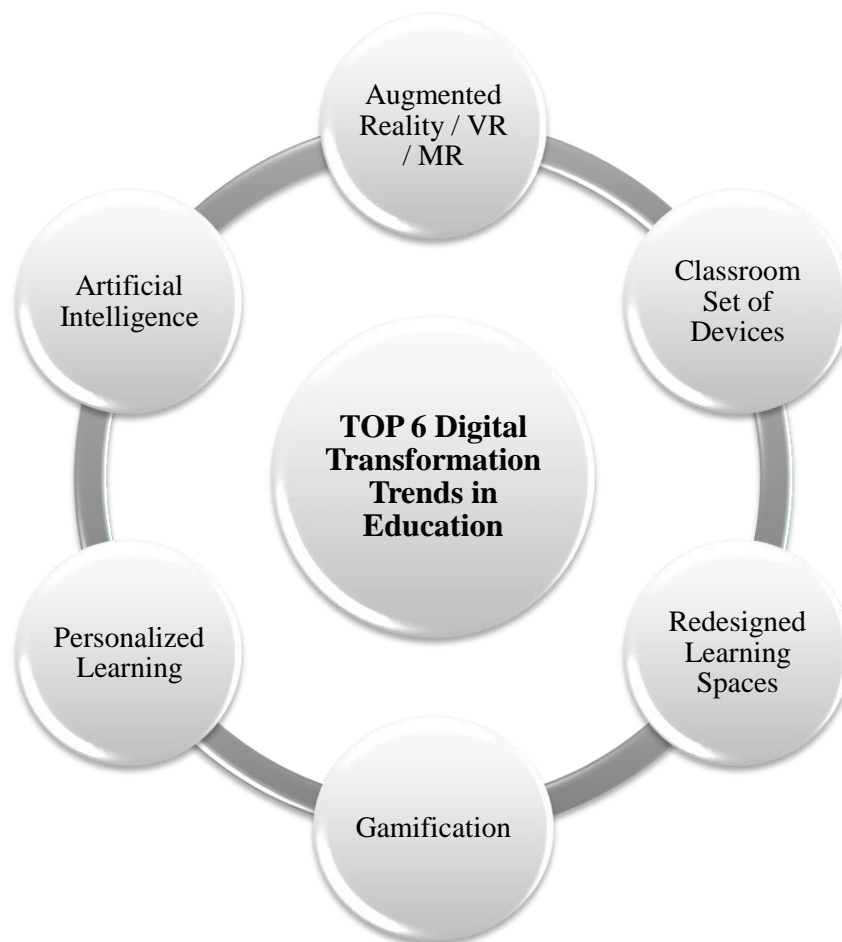 Augmented
Reality / VR
/ MR
Classroom
Set of
Devices
Redesigned
Learning
Spaces
Gamification
Personalized
Learning
Artificial
Intelligence
TOP 6 Digital
Transformation
Trends in
Education